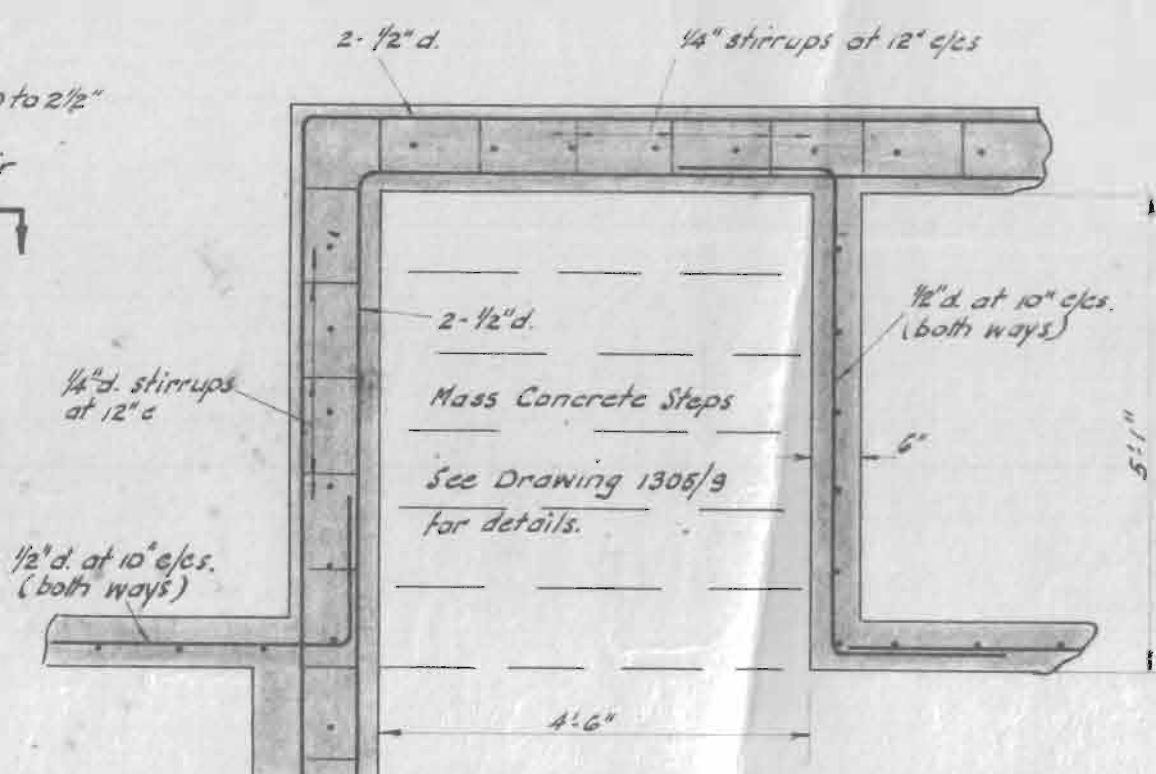 2-1/2" d.
1/4" stirrups at 12" c/cs
to 2 1/2"
2-1/2"d.
1/2"d. at 10" c/cs.
(both ways)
1/4"d. stirrups
at 12" c
Mass Concrete Steps
6"
5'-1"
See Drawing 1305/9
for details.
1/2"d. at 10" c/cs.
(both ways)
4'-6"